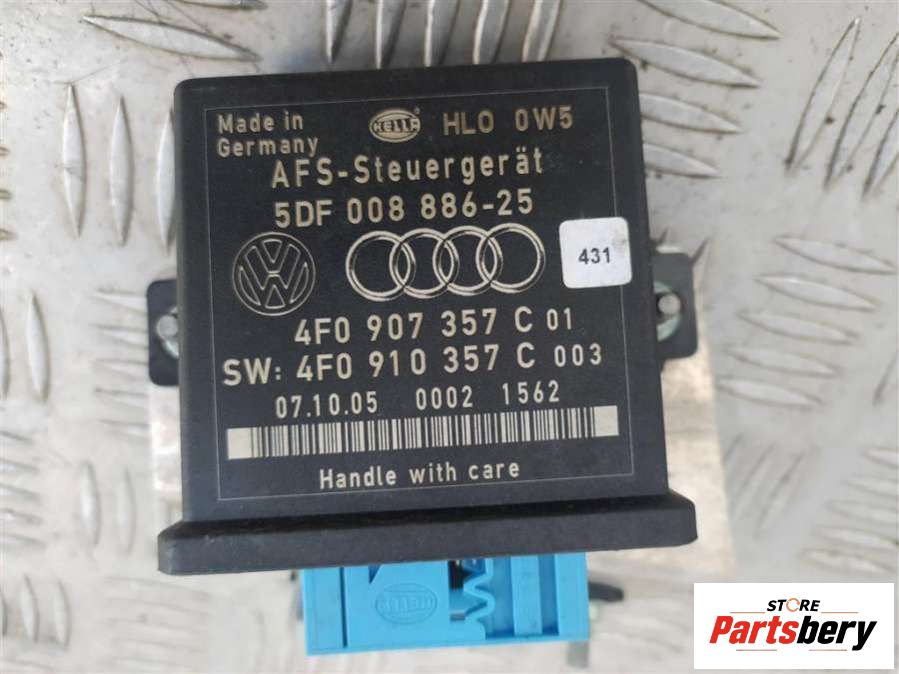 Made in
Germany
HELLA HL0 0W5
AFS-Steuergerät
5DF 008 886-25
431
4F0 907 357 C 01
SW: 4F0 910 357 C 003
07.10.05 0002 1562
Handle with care
HELLA
STORE
Partsbery